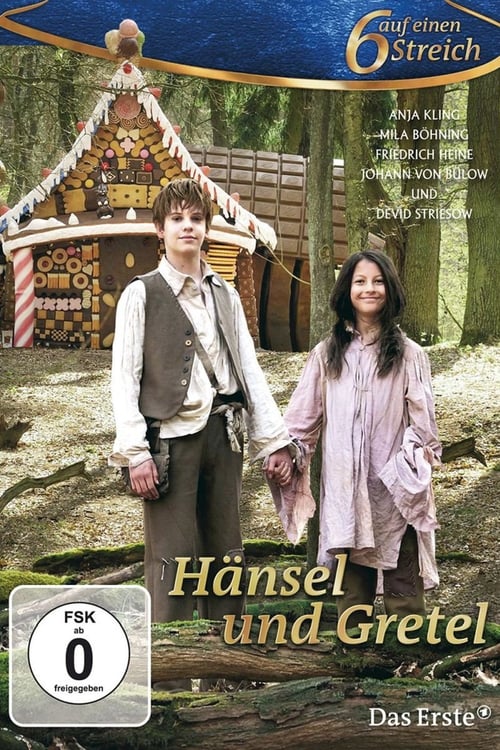 6 auf einen
Streich
ANJA KLING
MILA BÖHNING
FRIEDRICH HEINE
JOHANN VON BÜLOW
UND
DEVID STRIESOW
Hänsel
und Gretel
FSK
ab
0
freigegeben
Das Erste